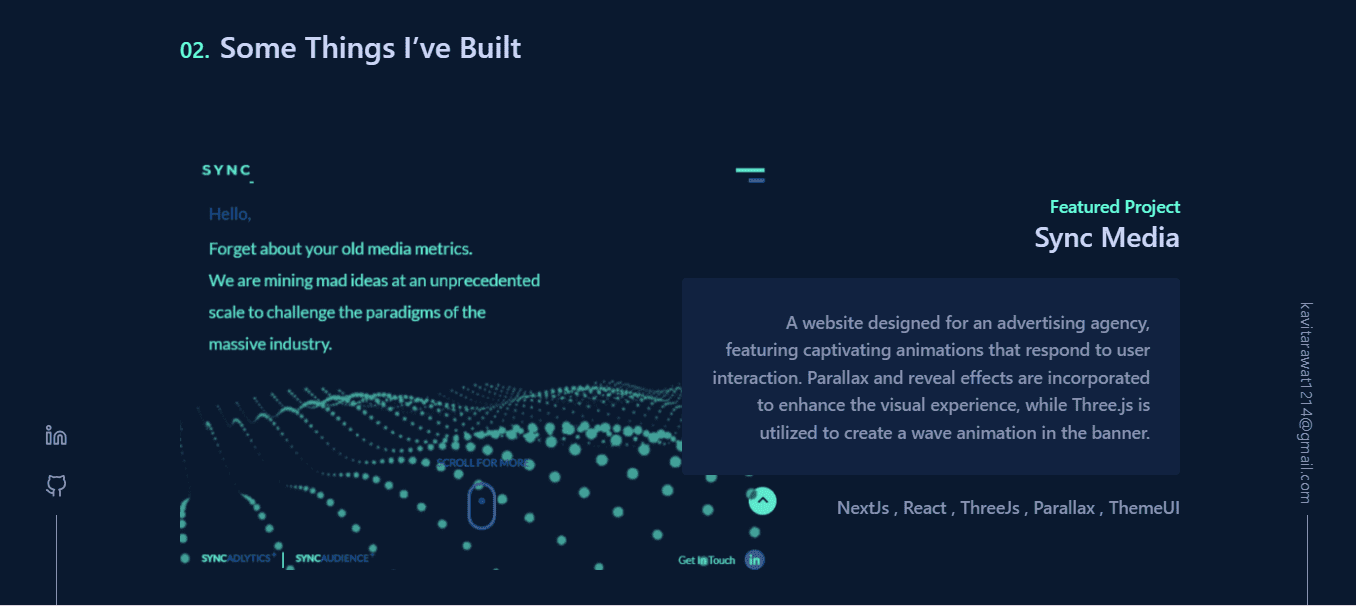 02. Some Things I’ve Built
SYNC_
Hello,
Forget about your old media metrics.
We are mining mad ideas at an unprecedented
scale to challenge the paradigms of the
massive industry.
SCROLL FOR MORE
SYNCADLYTICS
SYNCAUDIENCE
Get In Touch
in
Featured Project
Sync Media
A website designed for an advertising agency,
featuring captivating animations that respond to user
interaction. Parallax and reveal effects are incorporated
to enhance the visual experience, while Three.js is
utilized to create a wave animation in the banner.
NextJs , React , ThreeJs , Parallax , ThemeUI
in
kavitarawat1214@gmail.com